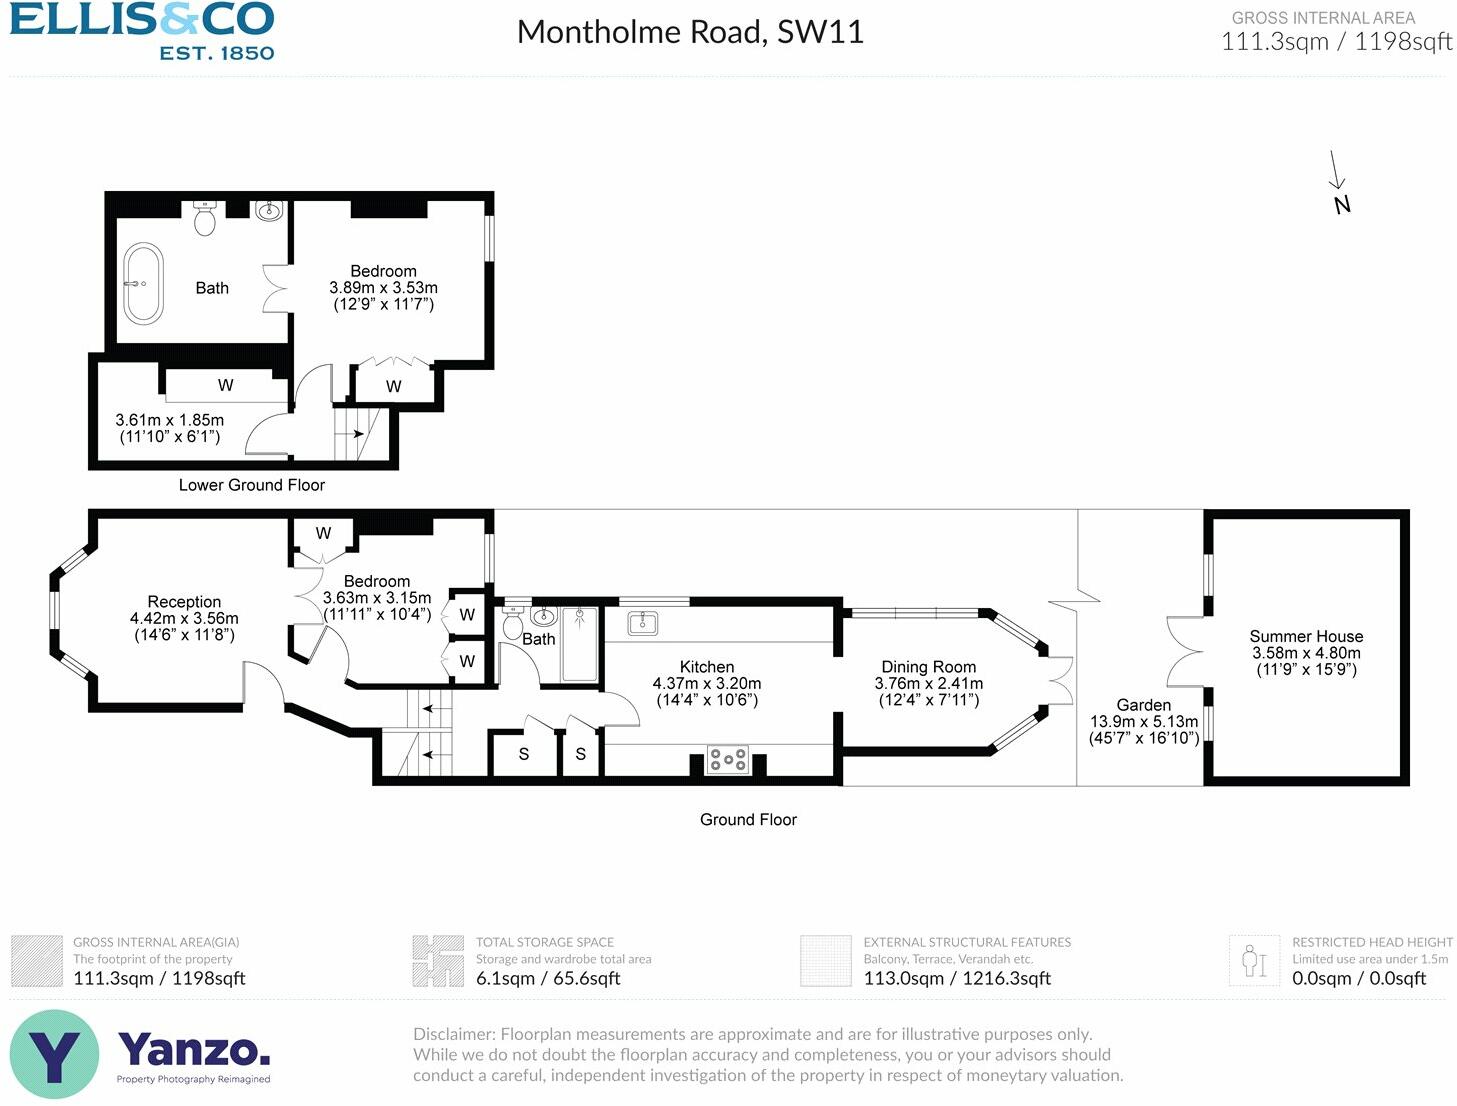 ELLIS&CO
EST. 1850
Montholme Road, SW11
GROSS INTERNAL AREA
111.3sqm / 1198sqft
N
Bath
Bedroom
3.89m x 3.53m
(12'9" x 11'7")
W
W
3.61m x 1.85m
(11'10" x 6'1")
Lower Ground Floor
W
Reception
4.42m x 3.56m
(14'6" x 11'8")
Bedroom
3.63m x 3.15m
(11'11" x 10'4")
W
W
Bath
Kitchen
4.37m x 3.20m
(14'4" x 10'6")
S
S
Dining Room
3.76m x 2.41m
(12'4" x 7'11")
Garden
13.9m x 5.13m
(45'7" x 16'10")
Summer House
3.58m x 4.80m
(11'9" x 15'9")
Ground Floor
GROSS INTERNAL AREA(GIA)
The footprint of the property
111.3sqm / 1198sqft
TOTAL STORAGE SPACE
Storage and wardrobe total area
6.1sqm / 65.6sqft
EXTERNAL STRUCTURAL FEATURES
Balcony, Terrace, Verandah etc.
113.0sqm / 1216.3sqft
RESTRICTED HEAD HEIGHT
Limited use area under 1.5m
0.0sqm / 0.0sqft
Y
Yanzo.
Property Photography Reimagined
Disclaimer: Floorplan measurements are approximate and are for illustrative purposes only.
While we do not doubt the floorplan accuracy and completeness, you or your advisors should
conduct a careful, independent investigation of the property in respect of moneytary valuation.